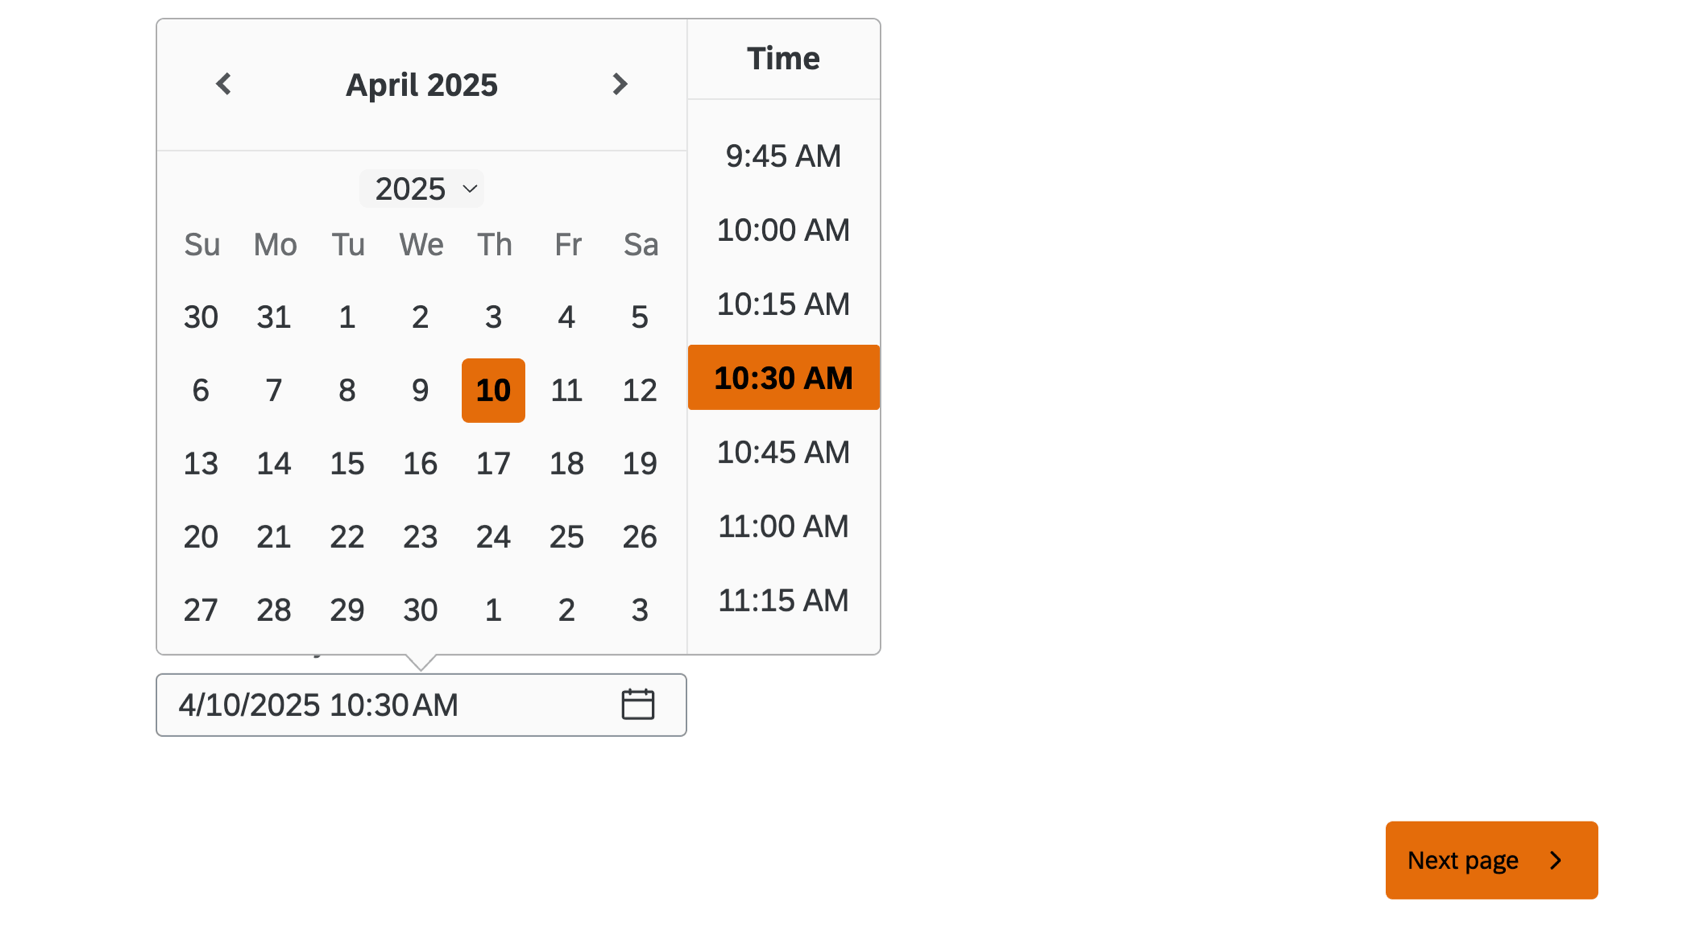 April 2025
2025
Su Mo Tu We Th Fr Sa
30 31 1 2 3 4 5
6 7 8 9 10 11 12
13 14 15 16 17 18 19
20 21 22 23 24 25 26
27 28 29 30 1 2 3
Time
9:45 AM
10:00 AM
10:15 AM
10:30 AM
10:45 AM
11:00 AM
11:15 AM
4/10/2025 10:30 AM
Next page